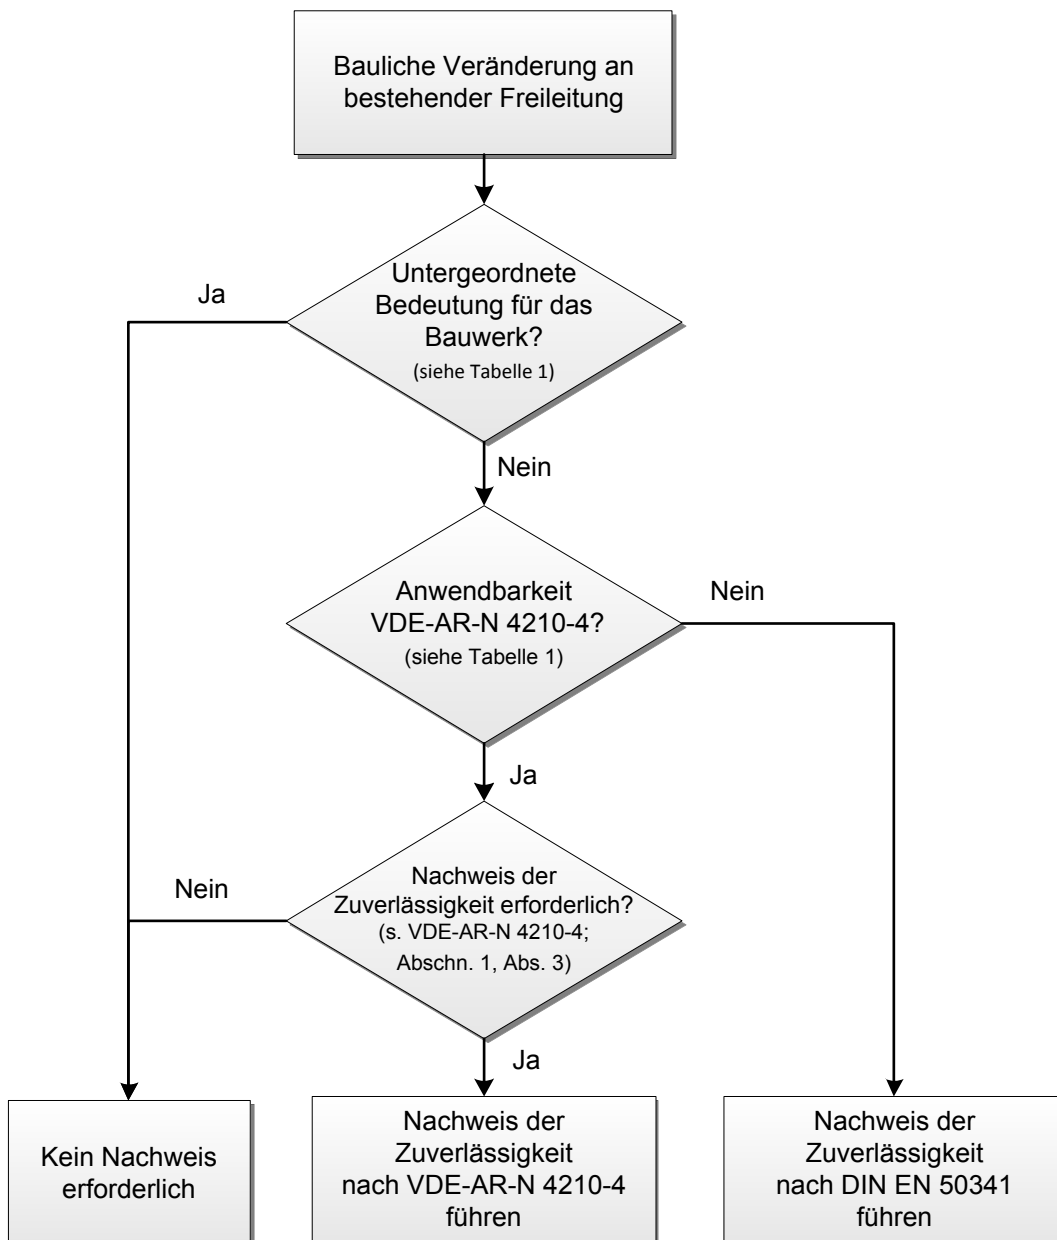 Bauliche Veränderung an
bestehender Freileitung
Untergeordnete
Bedeutung für das
Bauwerk?
(siehe Tabelle 1)
Ja
Nein
Anwendbarkeit
VDE-AR-N 4210-4?
(siehe Tabelle 1)
Nein
Ja
Nachweis der
Zuverlässigkeit erforderlich?
(s. VDE-AR-N 4210-4;
Abschn. 1, Abs. 3)
Nein
Ja
Kein Nachweis
erforderlich
Nachweis der
Zuverlässigkeit
nach VDE-AR-N 4210-4
führen
Nachweis der
Zuverlässigkeit
nach DIN EN 50341
führen